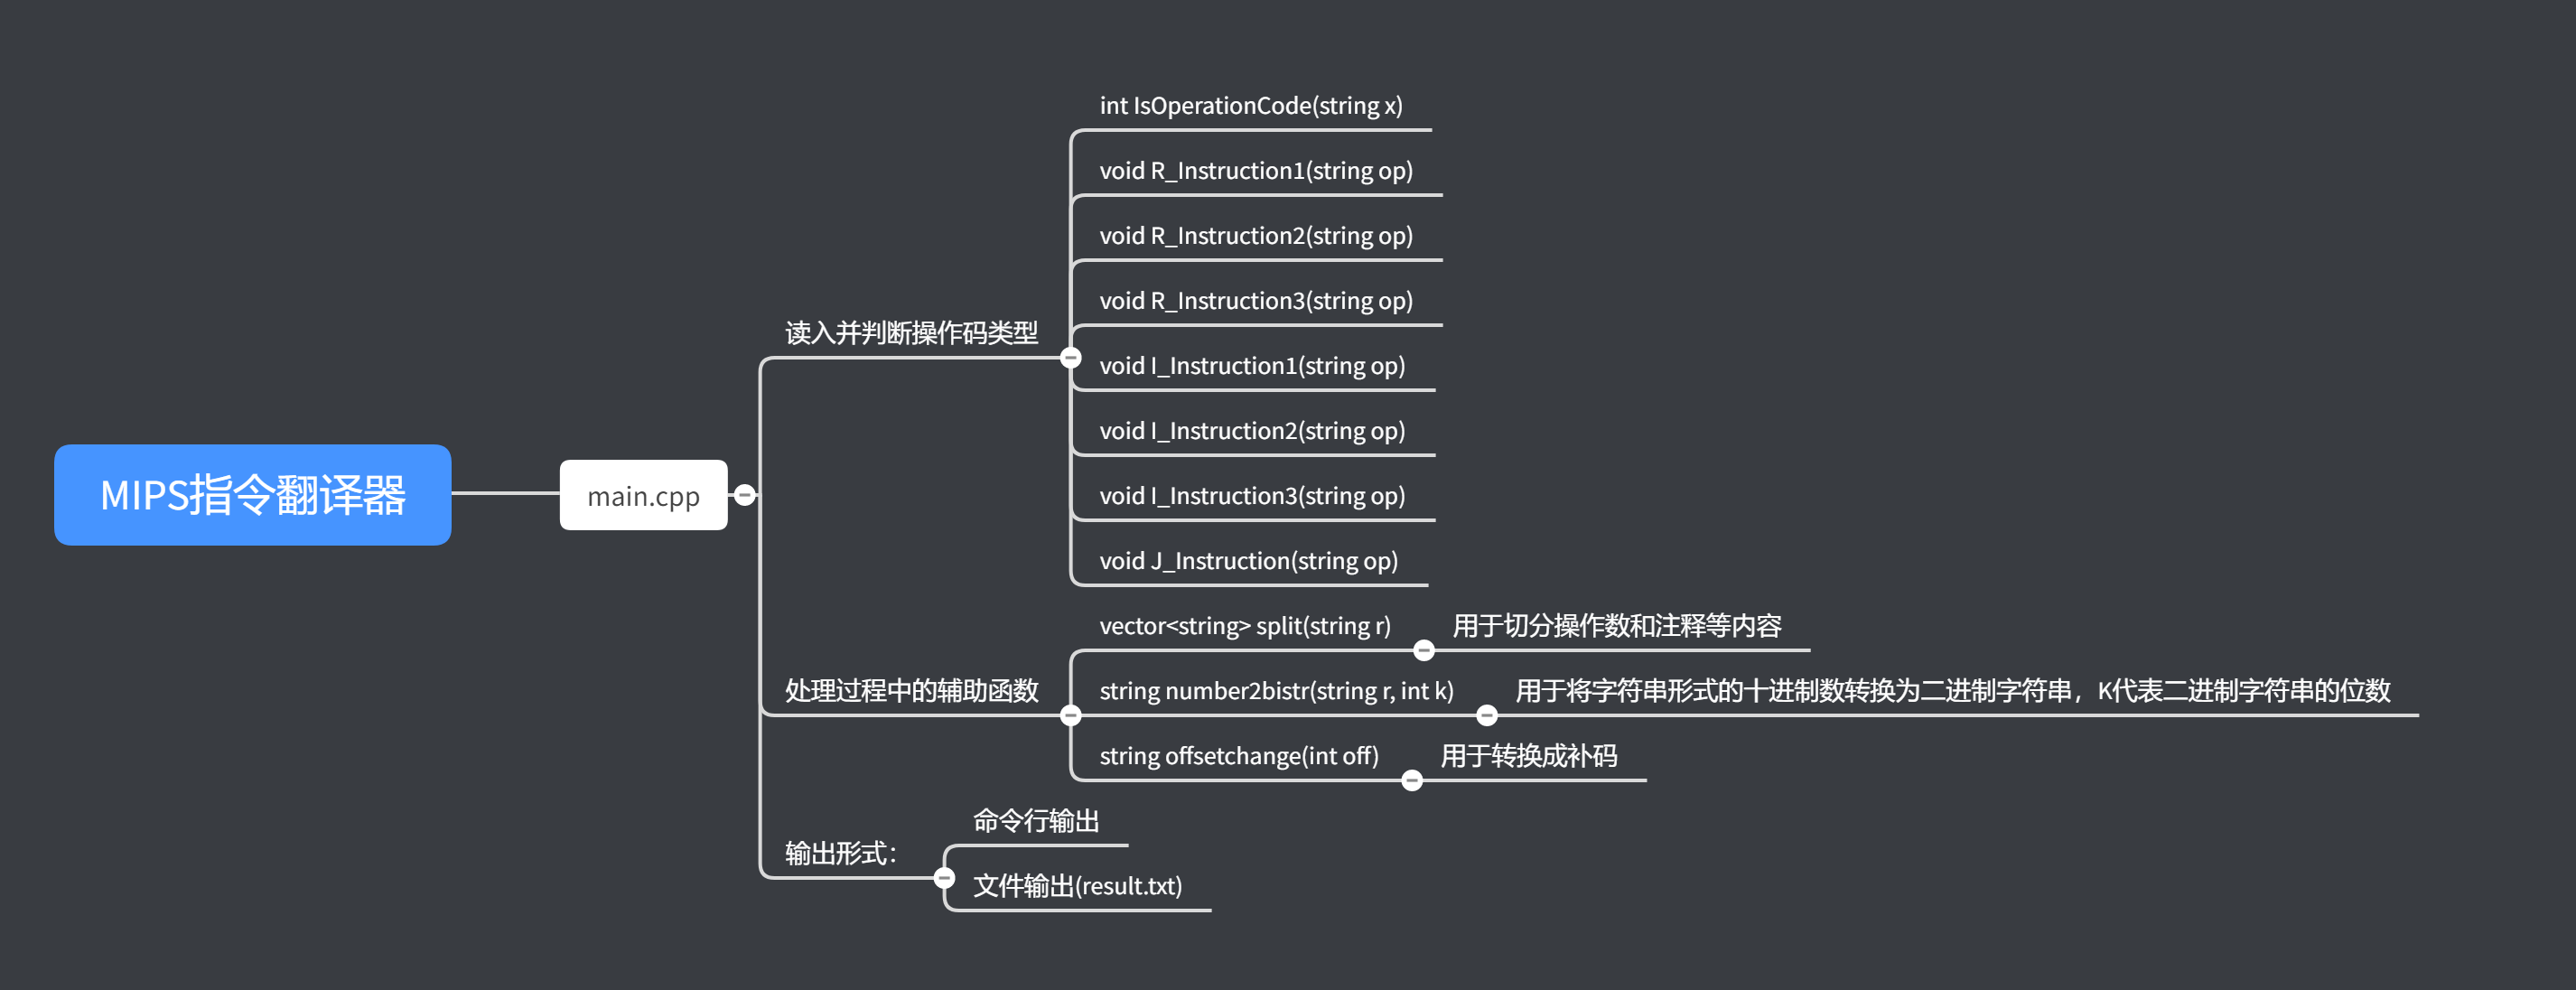 MIPS指令翻译器
main.cpp
读入并判断操作码类型
int IsOperationCode(string x)
void R_Instruction1(string op)
void R_Instruction2(string op)
void R_Instruction3(string op)
void I_Instruction1(string op)
void I_Instruction2(string op)
void I_Instruction3(string op)
void J_Instruction(string op)
处理过程中的辅助函数
vector<string> split(string r)
用于切分操作数和注释等内容
string number2bistr(string r, int k)
用于将字符串形式的十进制数转换为二进制字符串，K代表二进制字符串的位数
string offsetchange(int off)
用于转换成补码
输出形式：
命令行输出
文件输出(result.txt)